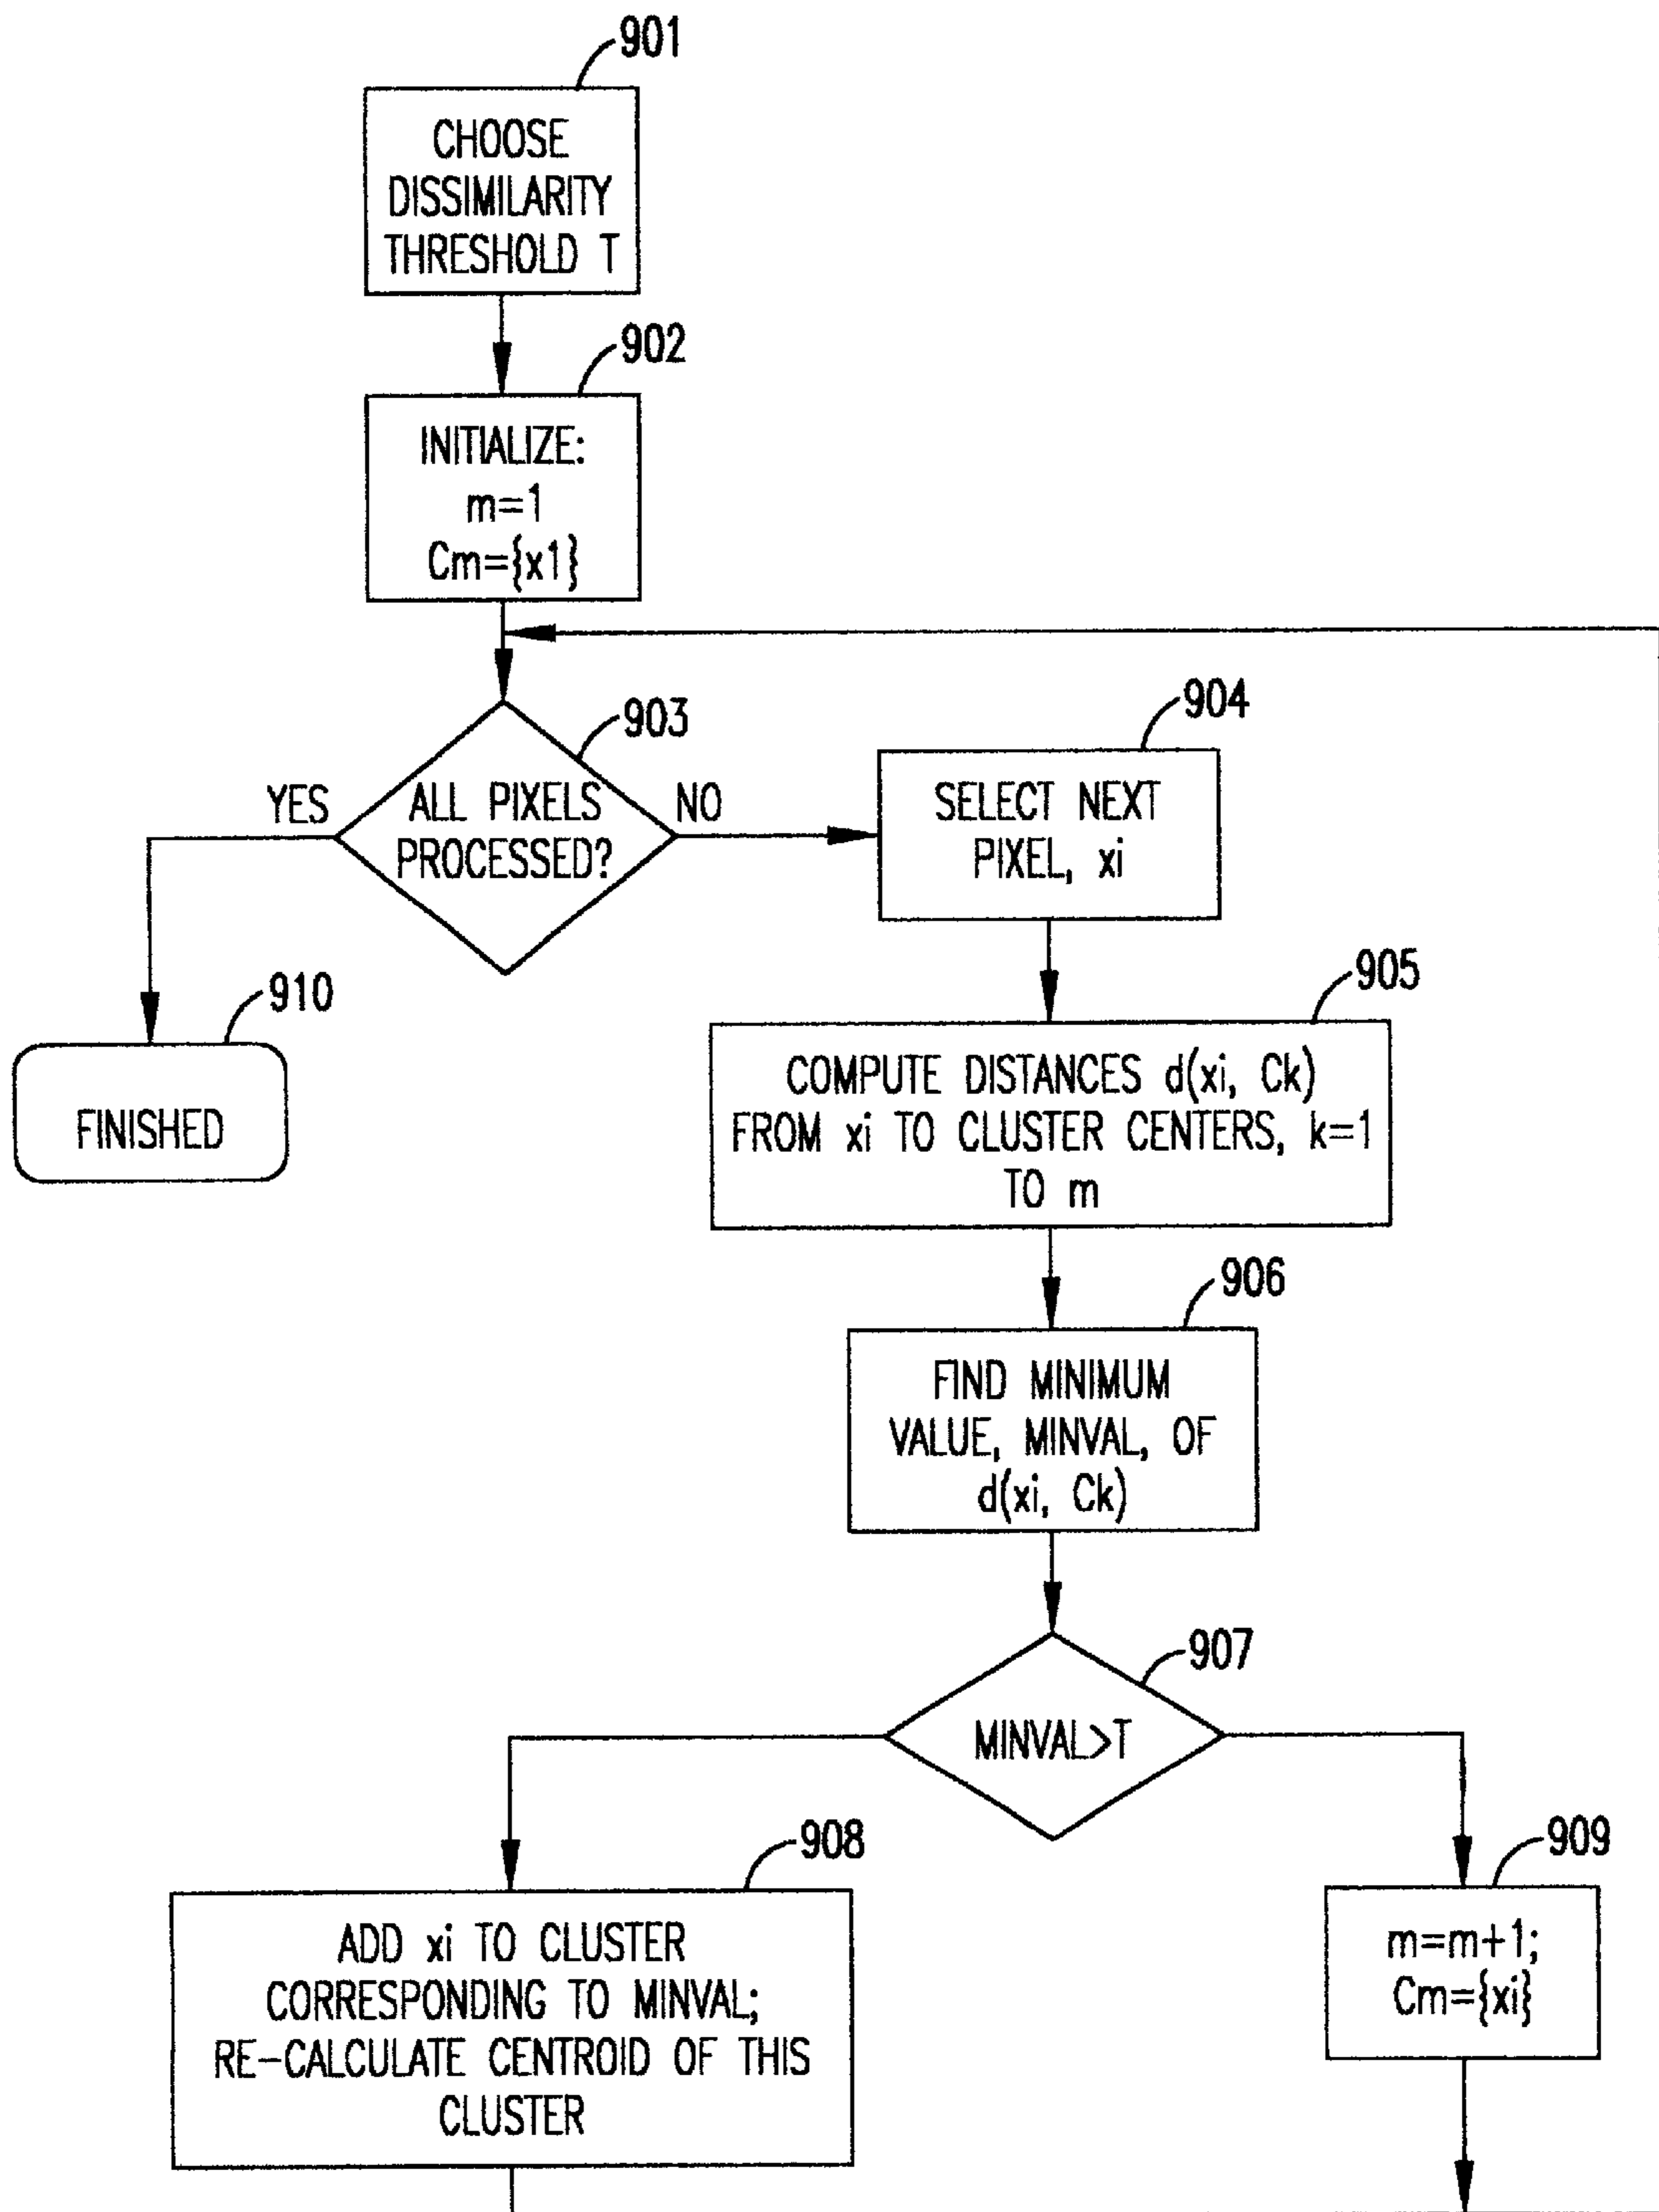 901
CHOOSE
DISSIMILARITY
THRESHOLD T
902
INITIALIZE:
m=1
Cm={x1}
903
ALL PIXELS
PROCESSED?
YES
NO
904
SELECT NEXT
PIXEL, xi
910
FINISHED
905
COMPUTE DISTANCES d(xi, Ck)
FROM xi TO CLUSTER CENTERS, k=1
TO m
906
FIND MINIMUM
VALUE, MINVAL, OF
d(xi, Ck)
907
MINVAL>T
908
ADD xi TO CLUSTER
CORRESPONDING TO MINVAL;
RE-CALCULATE CENTROID OF THIS
CLUSTER
909
m=m+1;
Cm={xi}